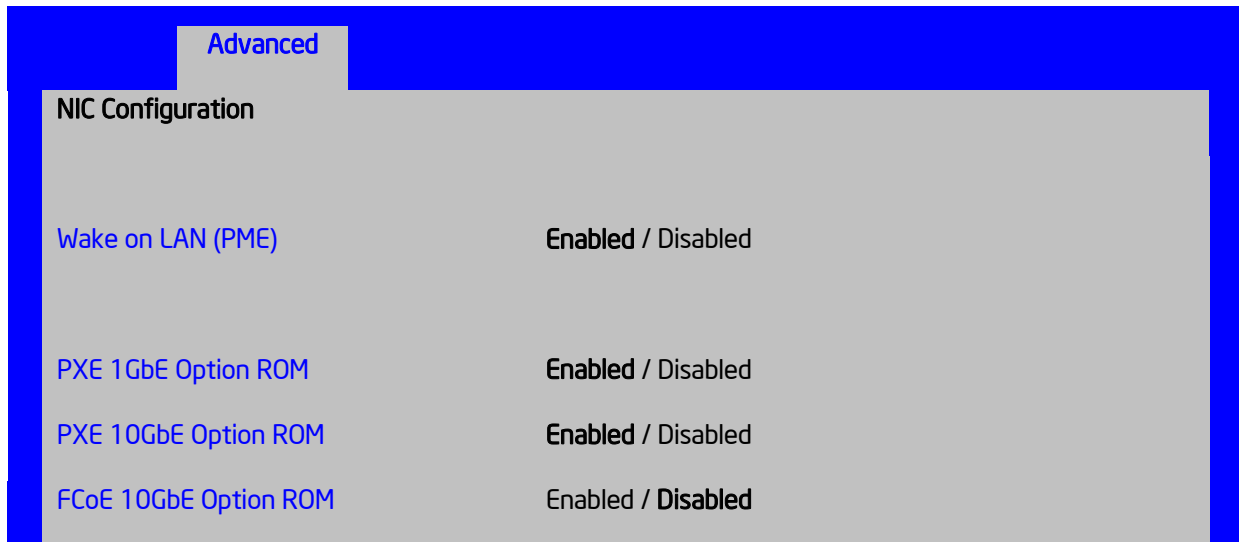 Advanced
NIC Configuration
Wake on LAN (PME) Enabled / Disabled
PXE 1GbE Option ROM Enabled / Disabled
PXE 10GbE Option ROM Enabled / Disabled
FCoE 10GbE Option ROM Enabled / Disabled